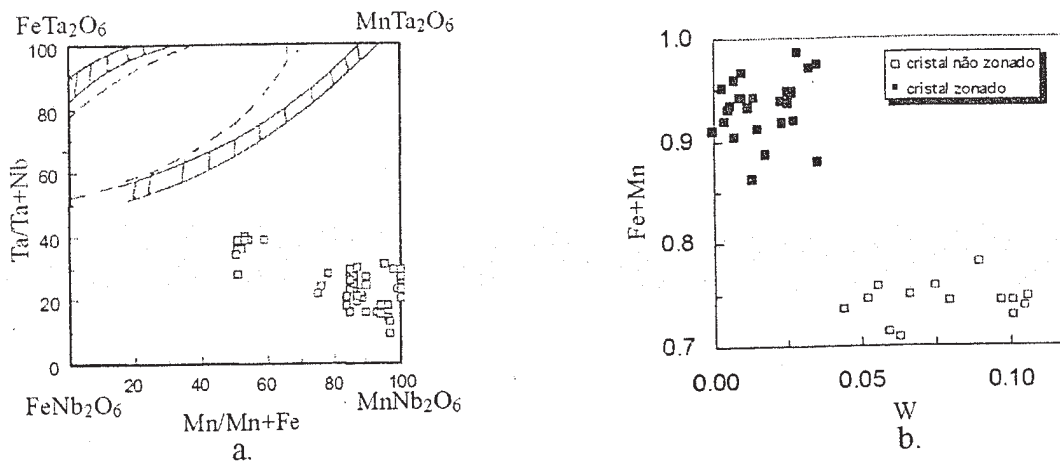 FeTa₂O₆
MnTa₂O₆
100
80
60
40
20
0
Ta/Ta+Nb
20
40
60
80
100
FeNb₂O₆
MnNb₂O₆
Mn/Mn+Fe
a.
1.0
0.9
0.8
0.7
Fe+Mn
cristal não zonado
cristal zonado
0.00
0.05
0.10
W
b.